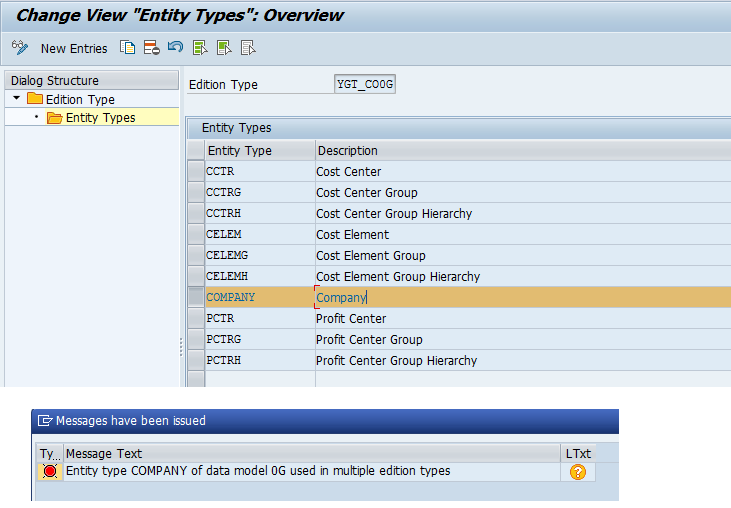 Change View "Entity Types": Overview
New Entries
Dialog Structure
Edition Type
Entity Types
Edition Type YGT_CO0G
Entity Types
Entity Type Description
CCTR Cost Center
CCTRG Cost Center Group
CCTRH Cost Center Group Hierarchy
CELEM Cost Element
CELEMG Cost Element Group
CELEMH Cost Element Group Hierarchy
COMPANY Company
PCTR Profit Center
PCTRG Profit Center Group
PCTRH Profit Center Group Hierarchy
Messages have been issued
Ty... Message Text LTxt
Entity type COMPANY of data model 0G used in multiple edition types